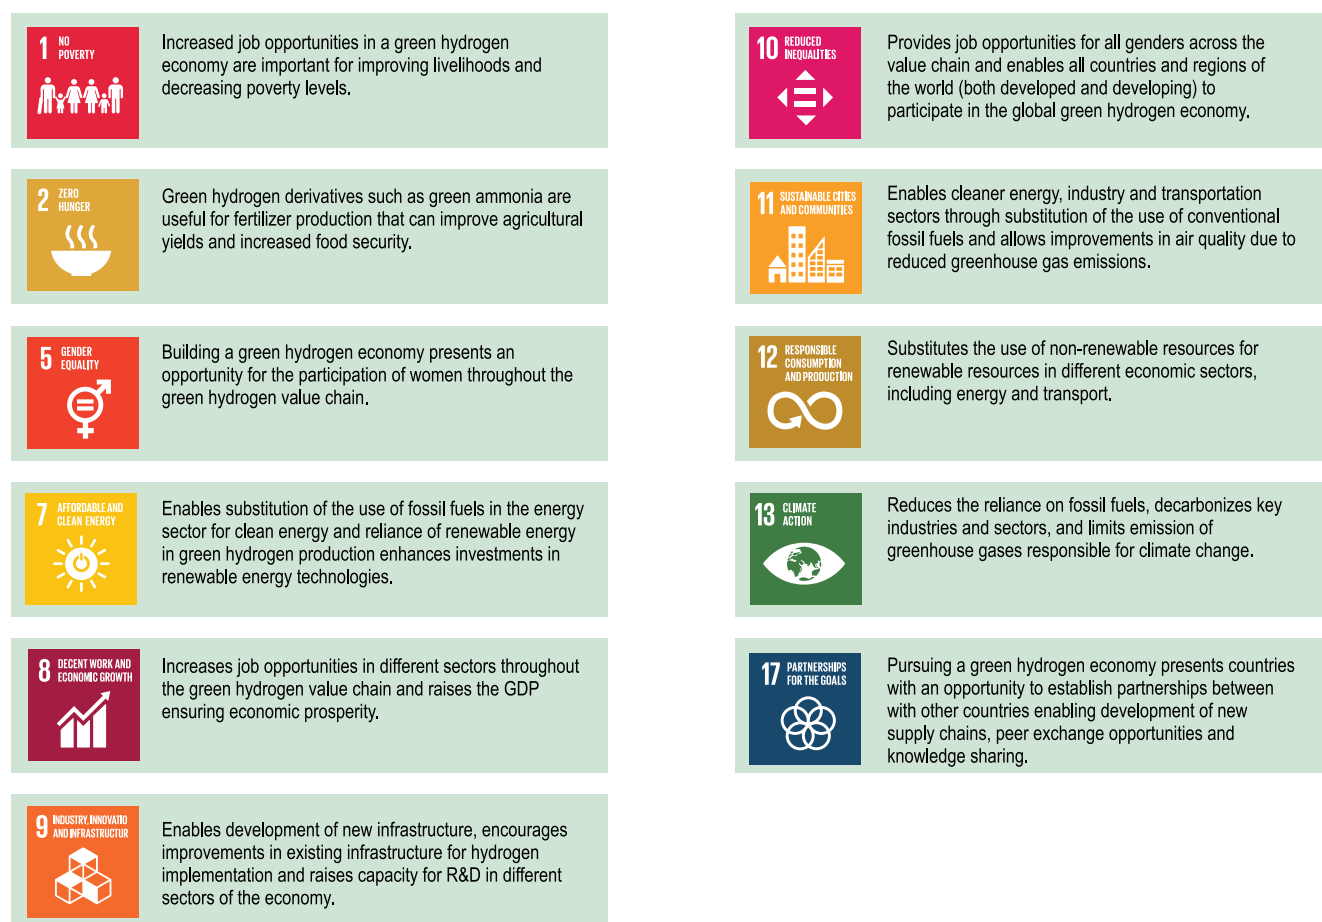 1 NO
POVERTY
Increased job opportunities in a green hydrogen
economy are important for improving livelihoods and
decreasing poverty levels.
2 ZERO
HUNGER
Green hydrogen derivatives such as green ammonia are
useful for fertilizer production that can improve agricultural
yields and increased food security.
5 GENDER
EQUALITY
Building a green hydrogen economy presents an
opportunity for the participation of women throughout the
green hydrogen value chain.
7 AFFORDABLE AND
CLEAN ENERGY
Enables substitution of the use of fossil fuels in the energy
sector for clean energy and reliance of renewable energy
in green hydrogen production enhances investments in
renewable energy technologies.
8 DECENT WORK AND
ECONOMIC GROWTH
Increases job opportunities in different sectors throughout
the green hydrogen value chain and raises the GDP
ensuring economic prosperity.
9 INDUSTRY, INNOVATIO
AND INFRASTRUCTUR
Enables development of new infrastructure, encourages
improvements in existing infrastructure for hydrogen
implementation and raises capacity for R&D in different
sectors of the economy.
10 REDUCED
INEQUALITIES
Provides job opportunities for all genders across the
value chain and enables all countries and regions of
the world (both developed and developing) to
participate in the global green hydrogen economy.
11 SUSTAINABLE CITIES
AND COMMUNITIES
Enables cleaner energy, industry and transportation
sectors through substitution of the use of conventional
fossil fuels and allows improvements in air quality due to
reduced greenhouse gas emissions.
12 RESPONSIBLE
CONSUMPTION
AND PRODUCTION
Substitutes the use of non-renewable resources for
renewable resources in different economic sectors,
including energy and transport.
13 CLIMATE
ACTION
Reduces the reliance on fossil fuels, decarbonizes key
industries and sectors, and limits emission of
greenhouse gases responsible for climate change.
17 PARTNERSHIPS
FOR THE GOALS
Pursuing a green hydrogen economy presents countries
with an opportunity to establish partnerships between
with other countries enabling development of new
supply chains, peer exchange opportunities and
knowledge sharing.